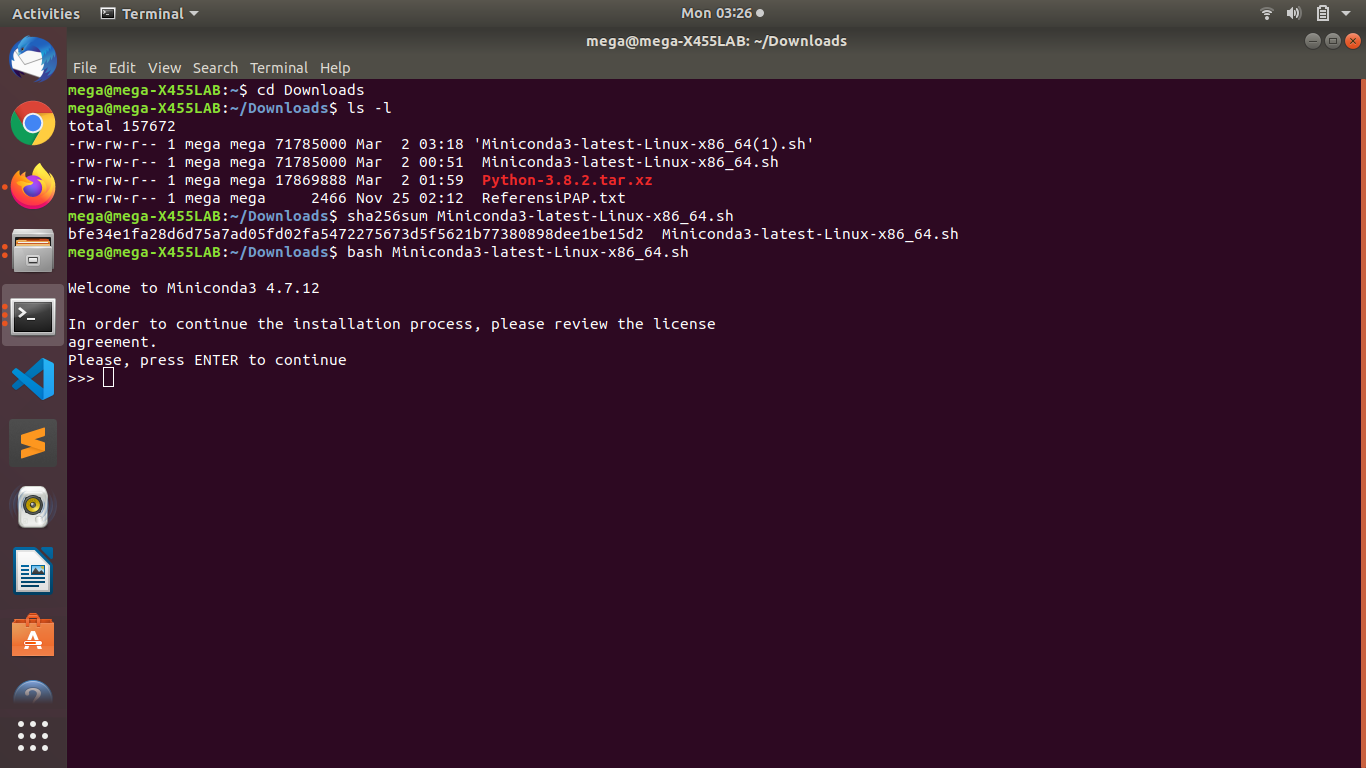 Activities Terminal Mon 03:26
mega@mega-X455LAB: ~/Downloads
File Edit View Search Terminal Help
mega@mega-X455LAB:~$ cd Downloads
mega@mega-X455LAB:~/Downloads$ ls -l
total 157672
-rw-rw-r-- 1 mega mega 71785000 Mar  2 03:18 'Miniconda3-latest-Linux-x86_64(1).sh'
-rw-rw-r-- 1 mega mega 71785000 Mar  2 00:51  Miniconda3-latest-Linux-x86_64.sh
-rw-rw-r-- 1 mega mega 17869888 Mar  2 01:59  Python-3.8.2.tar.xz
-rw-rw-r-- 1 mega mega     2466 Nov 25 02:12  ReferensiPAP.txt
mega@mega-X455LAB:~/Downloads$ sha256sum Miniconda3-latest-Linux-x86_64.sh
bfe34e1fa28d6d75a7ad05fd02fa5472275673d5f5621b77380898dee1be15d2  Miniconda3-latest-Linux-x86_64.sh
mega@mega-X455LAB:~/Downloads$ bash Miniconda3-latest-Linux-x86_64.sh
Welcome to Miniconda3 4.7.12
In order to continue the installation process, please review the license
agreement.
Please, press ENTER to continue
>>>